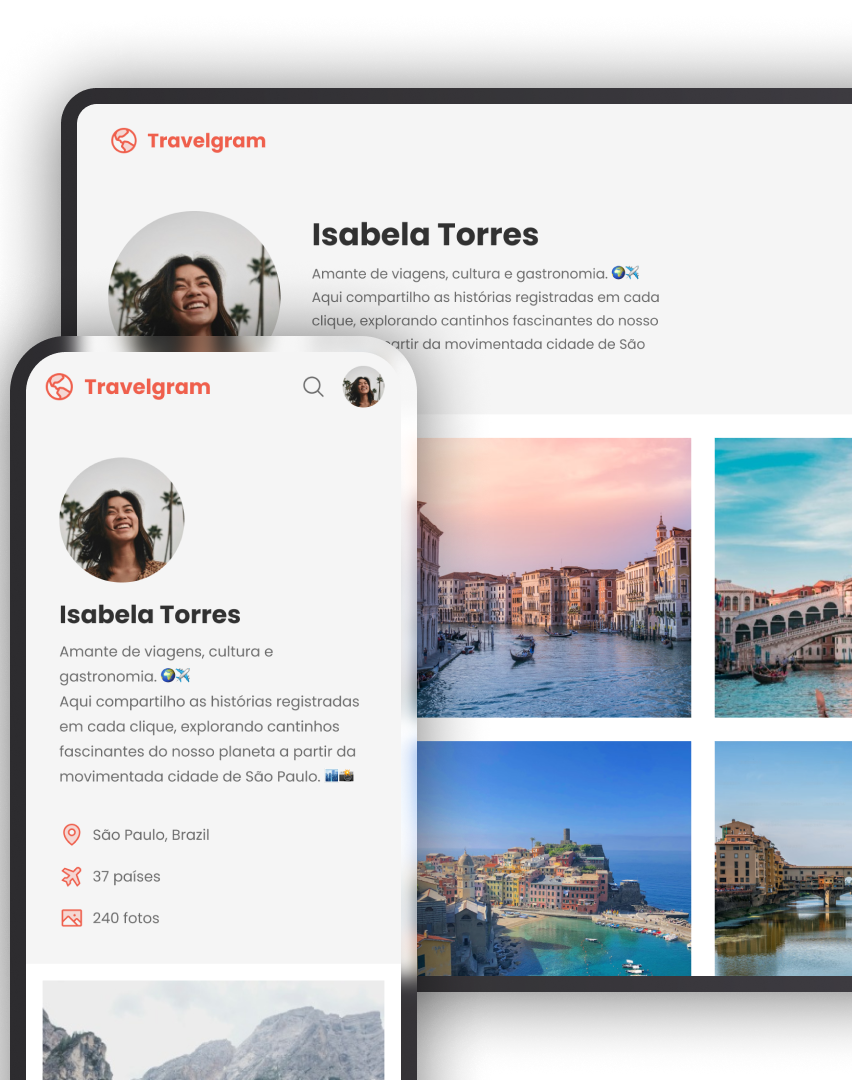 Travelgram
Isabela Torres
Amante de viagens, cultura e gastronomia. 🌍✈️
Aqui compartilho as histórias registradas em cada
clique, explorando cantinhos fascinantes do nosso
partir da movimentada cidade de São
Travelgram
Isabela Torres
Amante de viagens, cultura e
gastronomia. 🌍✈️
Aqui compartilho as histórias registradas
em cada clique, explorando cantinhos
fascinantes do nosso planeta a partir da
movimentada cidade de São Paulo. 🏙️📸
São Paulo, Brazil
37 países
240 fotos